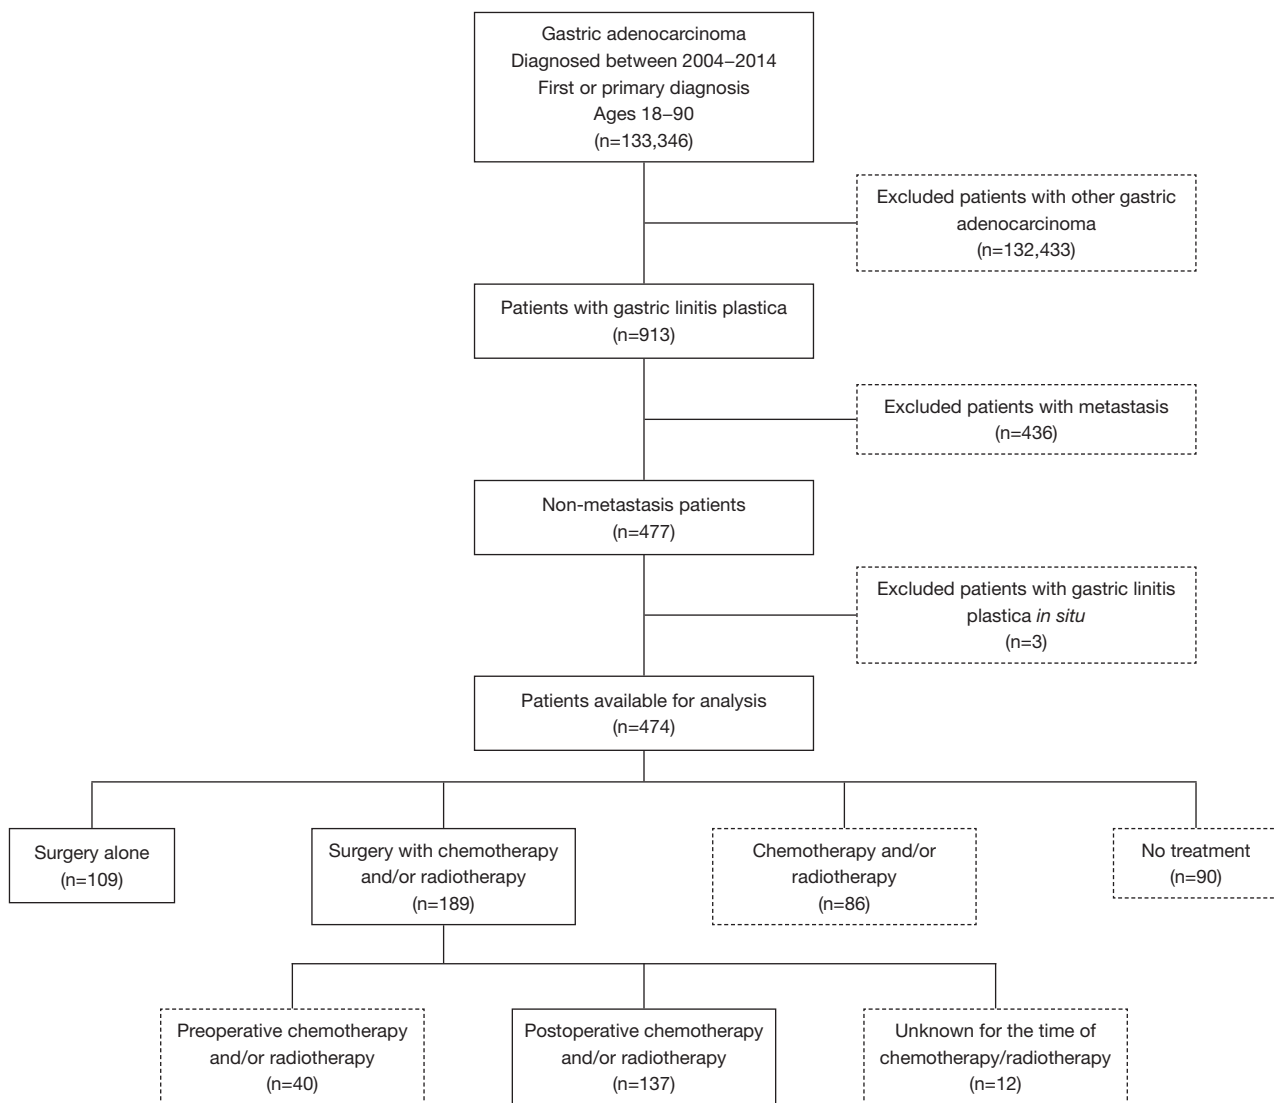 Gastric adenocarcinoma
Diagnosed between 2004–2014
First or primary diagnosis
Ages 18–90
(n=133,346)
Excluded patients with other gastric
adenocarcinoma
(n=132,433)
Patients with gastric linitis plastica
(n=913)
Excluded patients with metastasis
(n=436)
Non-metastasis patients
(n=477)
Excluded patients with gastric linitis
plastica in situ
(n=3)
Patients available for analysis
(n=474)
Surgery alone
(n=109)
Surgery with chemotherapy
and/or radiotherapy
(n=189)
Chemotherapy and/or
radiotherapy
(n=86)
No treatment
(n=90)
Preoperative chemotherapy
and/or radiotherapy
(n=40)
Postoperative chemotherapy
and/or radiotherapy
(n=137)
Unknown for the time of
chemotherapy/radiotherapy
(n=12)